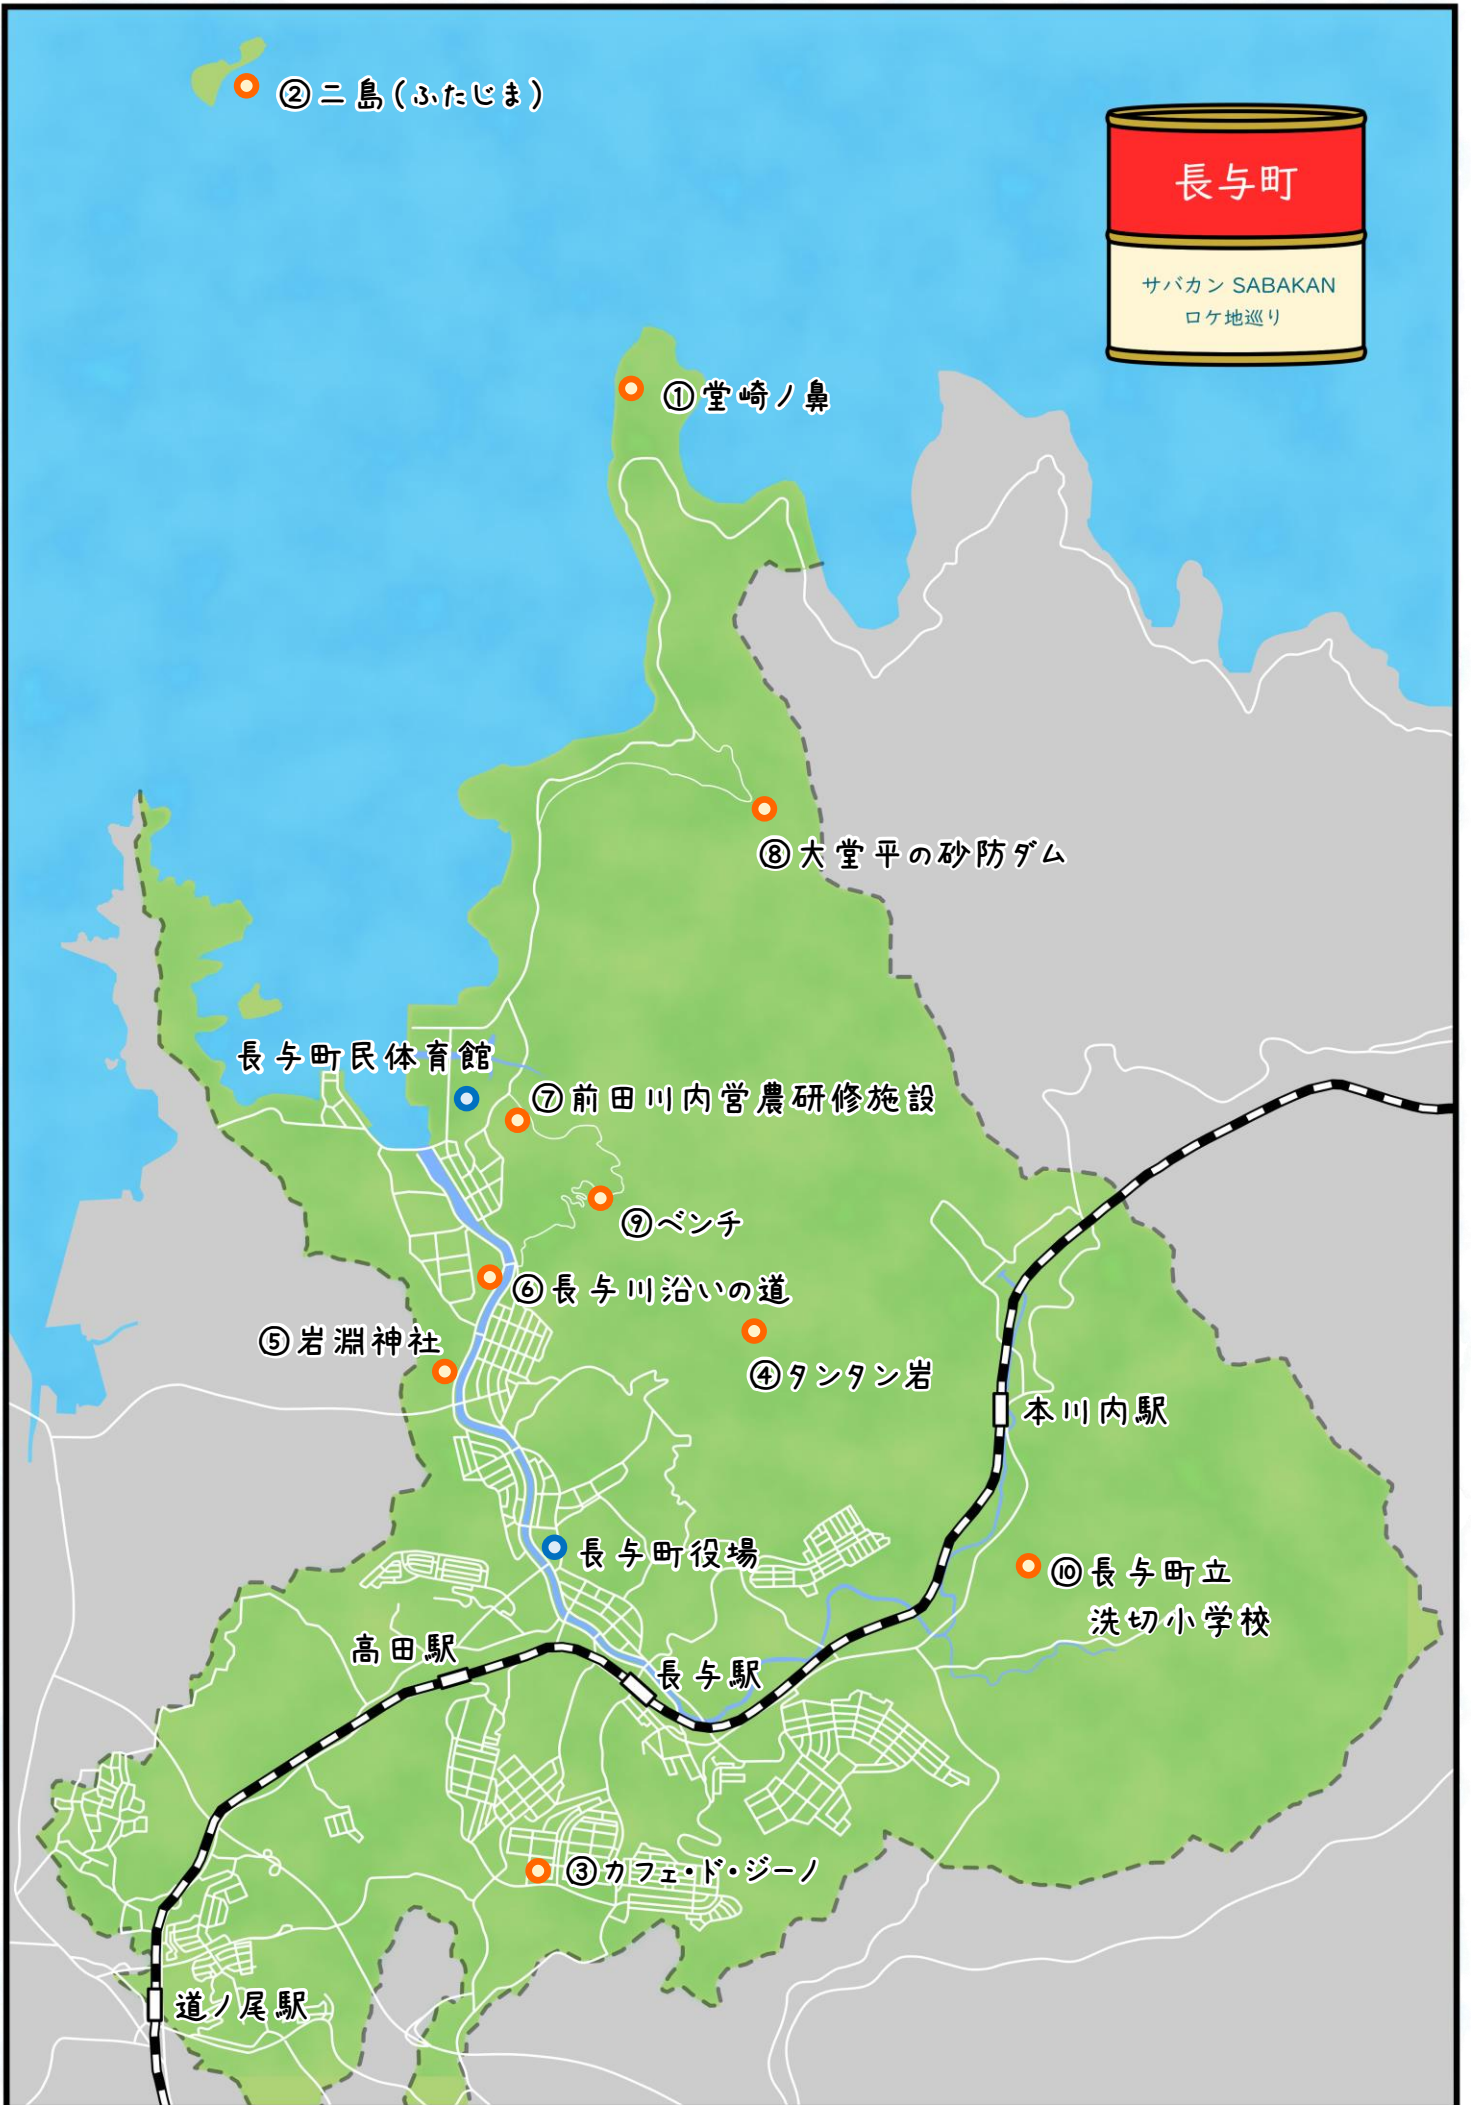 ②二島(ふたじま)
長与町
サバカン SABAKAN
ロケ地巡り
①堂崎ノ鼻
⑧大堂平の砂防ダム
長与町民体育館
⑦前田川内営農研修施設
⑨ベンチ
⑥長与川沿いの道
⑤岩淵神社
④タンタン岩
本川内駅
長与町役場
⑩長与町立
洗切小学校
高田駅
長与駅
③カフェ・ド・ジーノ
道ノ尾駅